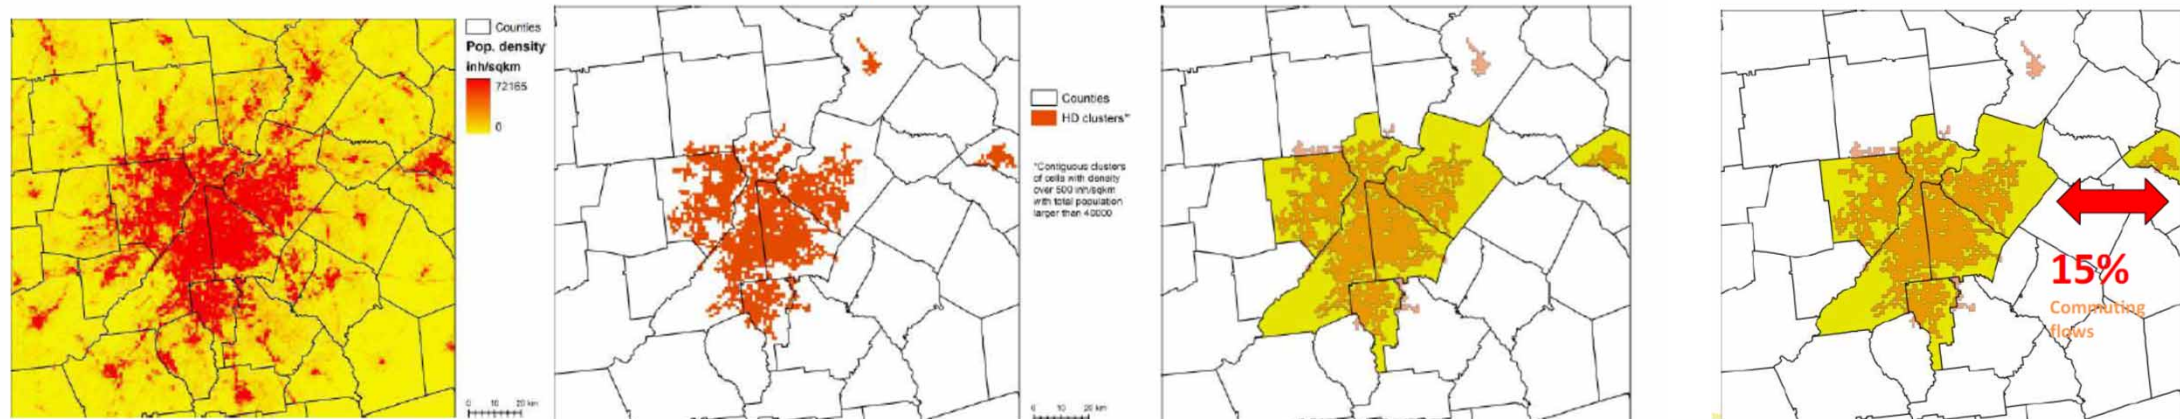 Counties
Pop. density
inh/sqkm
72165
0
0 10 20 km
Counties
HD clusters*
*Contiguous clusters
of cells with density
over 500 inh/sqkm
with total population
larger than 40000
0 10 20 km
15%
Commuting
flows